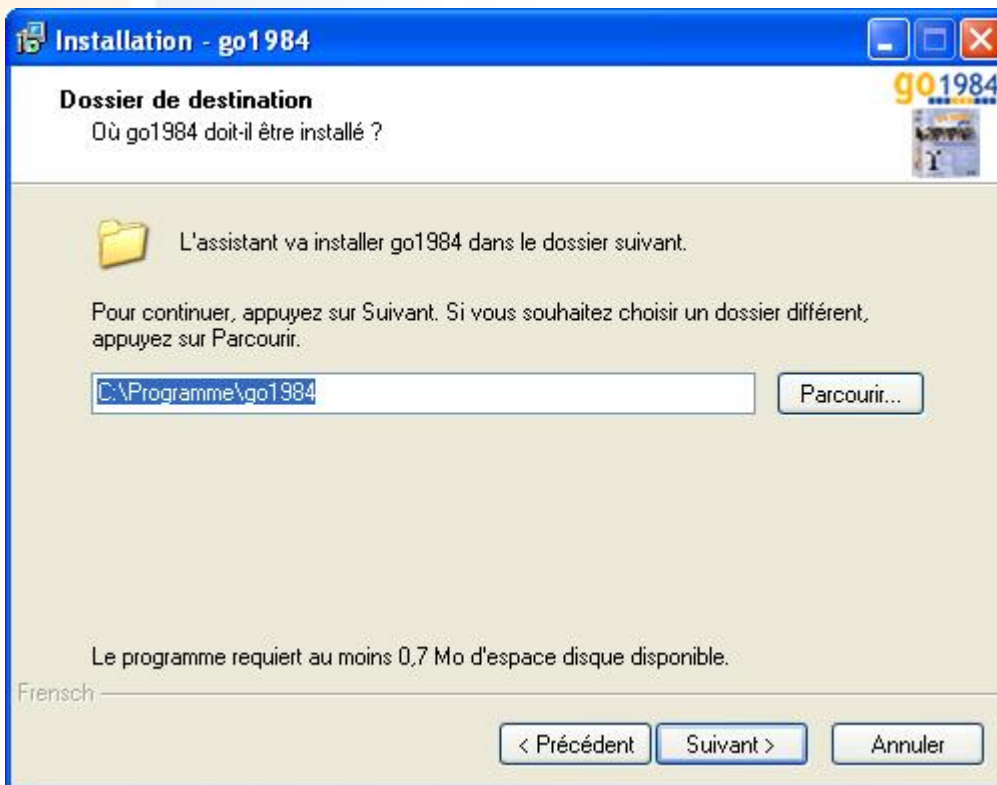 Installation - go1984
Dossier de destination
Où go1984 doit-il être installé ?
go1984
L'assistant va installer go1984 dans le dossier suivant.
Pour continuer, appuyez sur Suivant. Si vous souhaitez choisir un dossier différent,
appuyez sur Parcourir.
C:\Programme\go1984
Parcourir...
Le programme requiert au moins 0,7 Mo d'espace disque disponible.
Frensch
< Précédent
Suivant >
Annuler